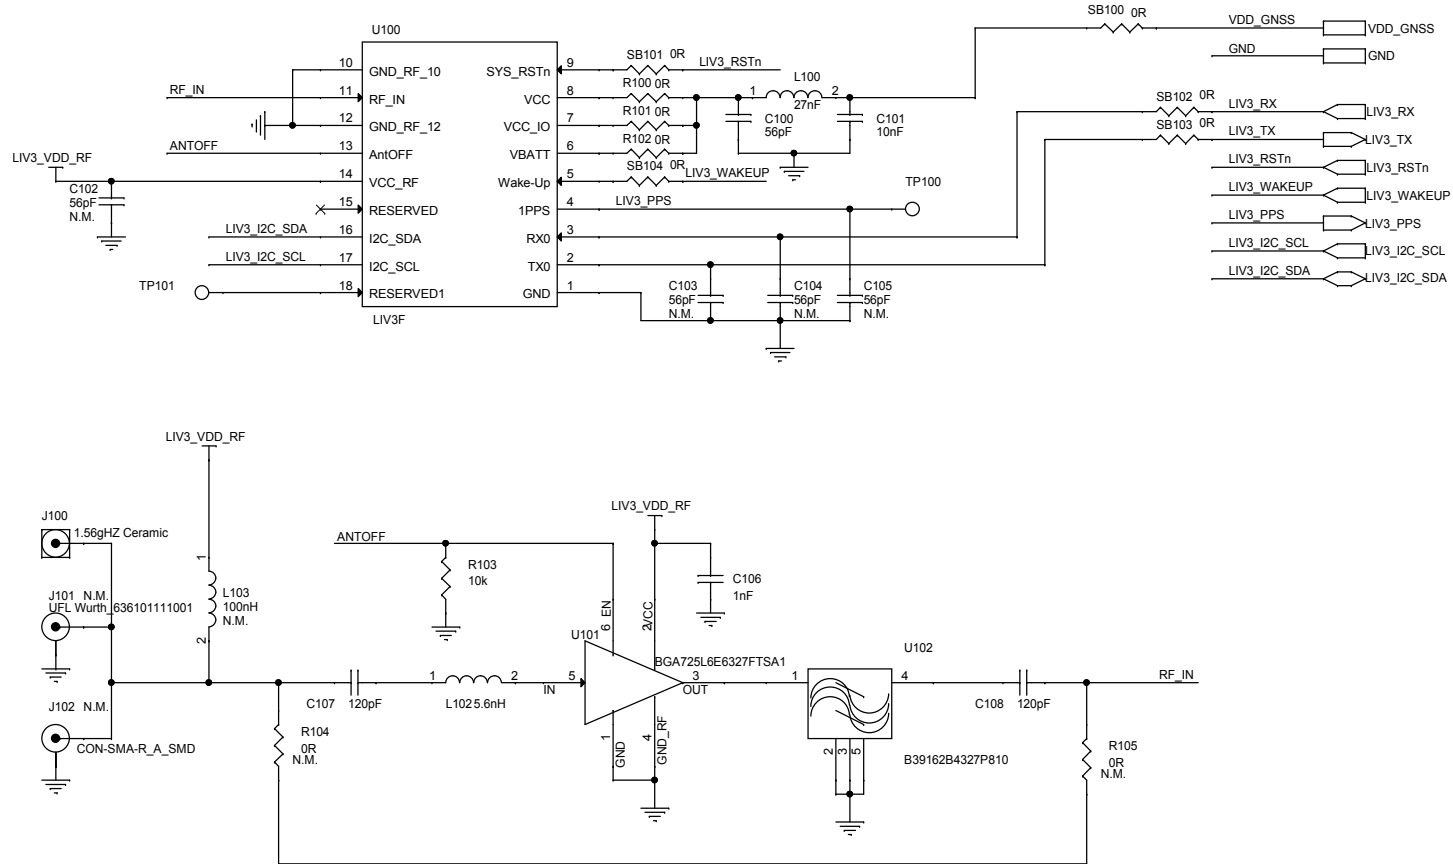 U100
10
GND_RF_10
RF_IN
11
RF_IN
12
GND_RF_12
ANTOFF
13
AntOFF
LIV3_VDD_RF
14
VCC_RF
C102
56pF
N.M.
15
RESERVED
LIV3_I2C_SDA
16
I2C_SDA
LIV3_I2C_SCL
17
I2C_SCL
TP101
18
RESERVED1
LIV3F
SYS_RSTn
9
SB101 0R
LIV3_RSTn
VCC
8
R100 0R
VCC_IO
7
R101 0R
VBATT
6
R102 0R
Wake-Up
5
SB104 0R
LIV3_WAKEUP
1PPS
4
LIV3_PPS
TP100
RX0
3
TX0
2
GND
1
1
L100
2
27nF
C100
56pF
C101
10nF
C103
56pF
N.M.
C104
56pF
N.M.
C105
56pF
N.M.
SB100 0R
VDD_GNSS
VDD_GNSS
GND
GND
SB102 0R
LIV3_RX
LIV3_RX
SB103 0R
LIV3_TX
LIV3_TX
LIV3_RSTn
LIV3_RSTn
LIV3_WAKEUP
LIV3_WAKEUP
LIV3_PPS
LIV3_PPS
LIV3_I2C_SCL
LIV3_I2C_SCL
LIV3_I2C_SDA
LIV3_I2C_SDA
LIV3_VDD_RF
J100
1.56gHZ Ceramic
J101 N.M.
UFL Wurth_636101111001
J102 N.M.
CON-SMA-R_A_SMD
1
L103
100nH
N.M.
2
ANTOFF
R103
10k
LIV3_VDD_RF
C106
1nF
6 EN
2 VCC
U101
BGA725L6E6327FTSA1
C107
120pF
1
2
L102 5.6nH
5
IN
3
OUT
1
GND
4
GND_RF
R104
0R
N.M.
U102
1
4
2
3
5
B39162B4327P810
C108
120pF
RF_IN
R105
0R
N.M.